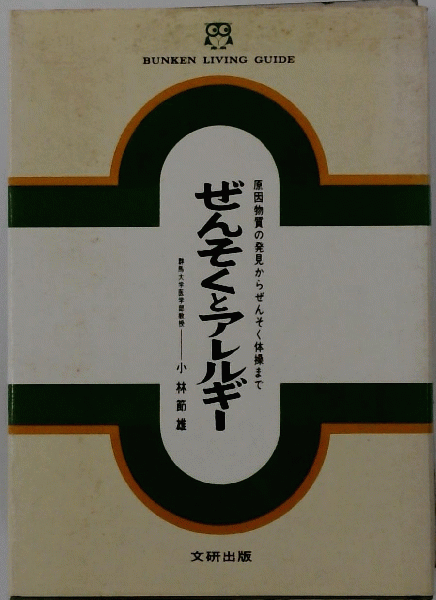 BUNKEN LIVING GUIDE
原因物質の発見からぜんそく体操まで
ぜんそくとアレルギー
群馬大学医学部教授——小林節雄
文研出版